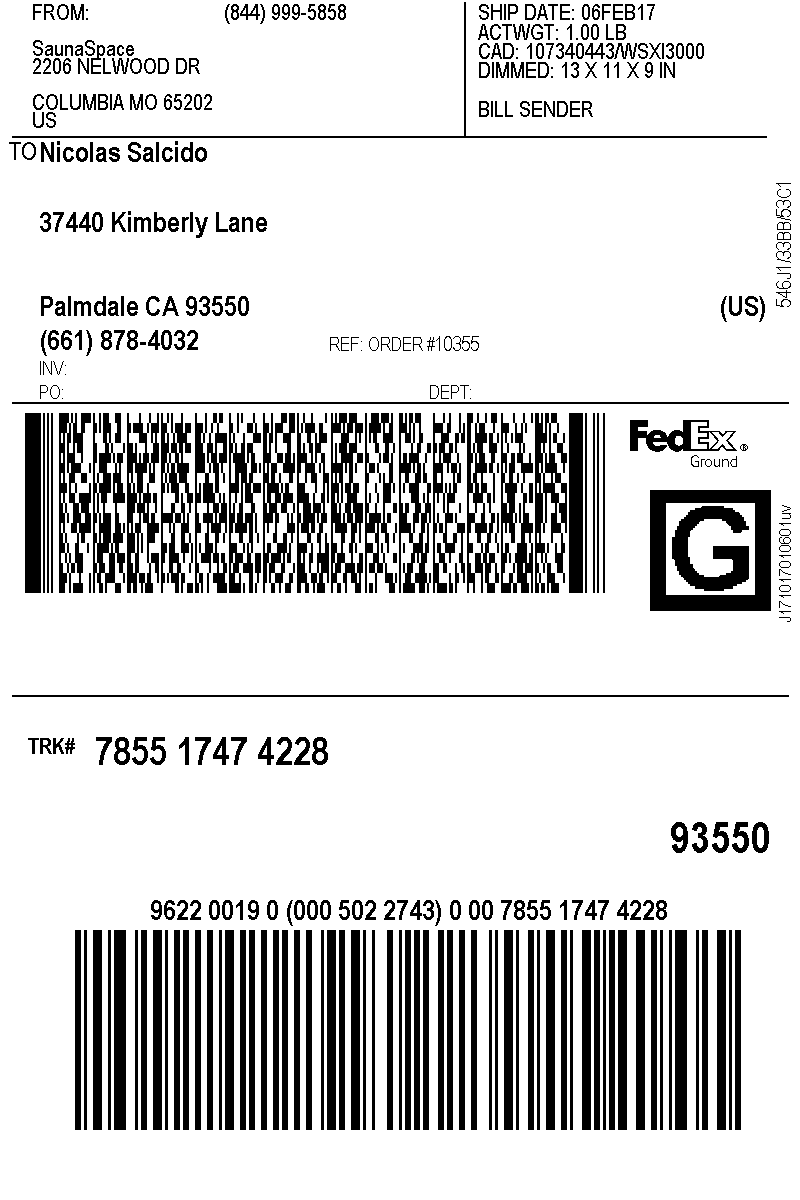 FROM: (844) 999-5858
SaunaSpace
2206 NELWOOD DR
COLUMBIA MO 65202
US
SHIP DATE: 06FEB17
ACTWGT: 1.00 LB
CAD: 107340443/WSXI3000
DIMMED: 13 X 11 X 9 IN
BILL SENDER
TO Nicolas Salcido
37440 Kimberly Lane
Palmdale CA 93550 (US)
(661) 878-4032 REF: ORDER #10355
INV:
PO: DEPT:
546J1/33BB/53C1
FedEx®
Ground
G
J171017010601uv
TRK# 7855 1747 4228
93550
9622 0019 0 (000 502 2743) 0 00 7855 1747 4228